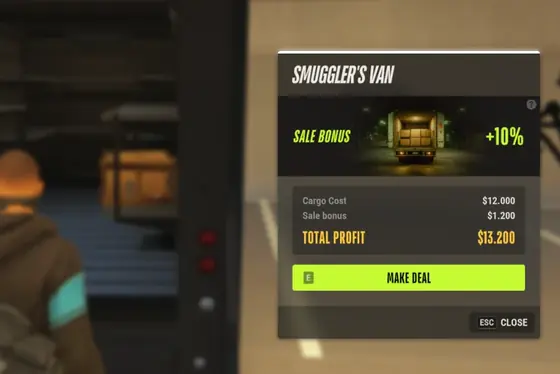 SMUGGLER'S VAN
?
SALE BONUS +10%
Cargo Cost $12.000
Sale bonus $1.200
TOTAL PROFIT $13.200
E MAKE DEAL
ESC CLOSE